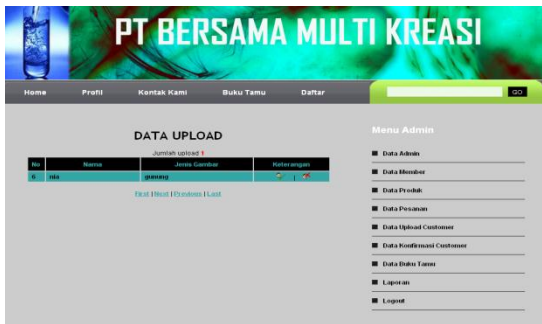 PT BERSAMA MULTI KREASI
Home Profil Kontak Kami Buku Tamu Daftar GO
DATA UPLOAD
Jumlah upload 1
No Nama Jenis Gambar Keterangan
6 nia gunung |
First | Next | Previous | Last
Menu Admin
Data Admin
Data Member
Data Produk
Data Pesanan
Data Upload Customer
Data Konfirmasi Customer
Data Buku Tamu
Laporan
Logout